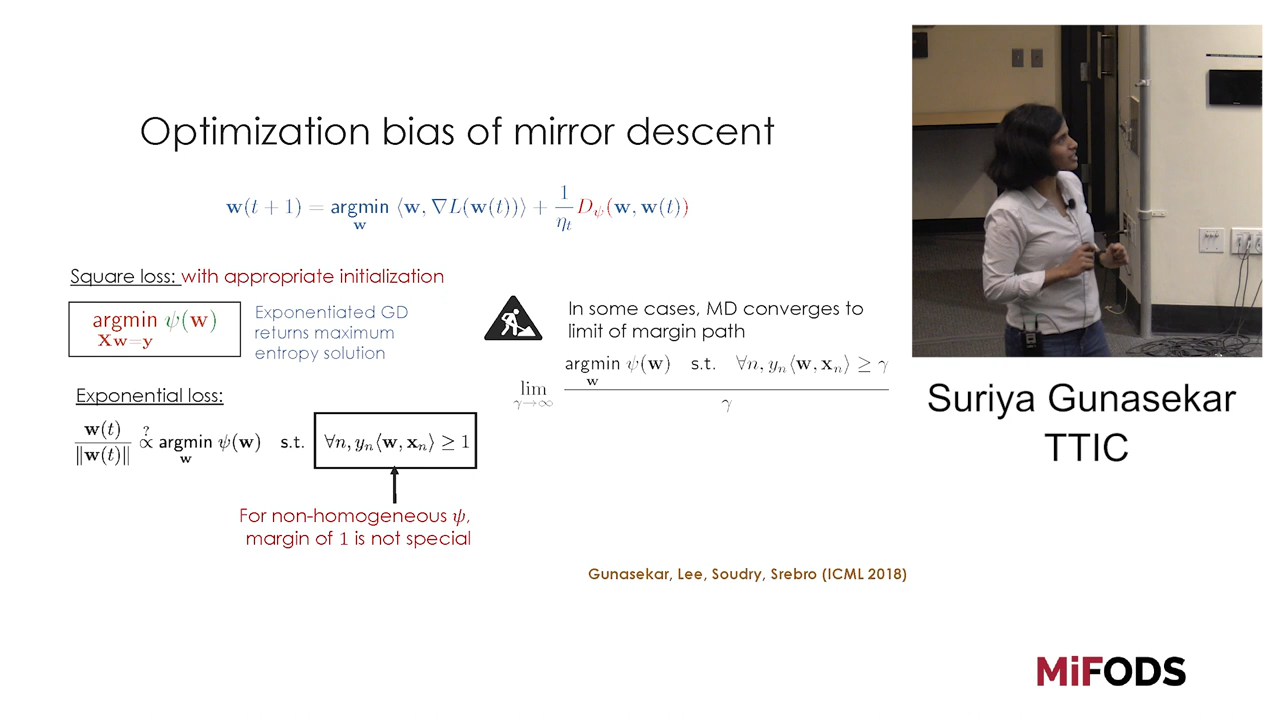 Optimization bias of mirror descent
w(t + 1) = argmin_w ⟨w, ∇L(w(t))⟩ + 1/η_t D_ψ(w, w(t))
Square loss: with appropriate initialization
argmin ψ(w)
Xw=y
Exponentiated GD
returns maximum
entropy solution
Exponential loss:
w(t)/‖w(t)‖ ∝^? argmin_w ψ(w) s.t. ∀n, y_n⟨w, x_n⟩ ≥ 1
For non-homogeneous ψ,
margin of 1 is not special
In some cases, MD converges to
limit of margin path
lim_{γ→∞} argmin_w ψ(w) s.t. ∀n, y_n⟨w, x_n⟩ ≥ γ / γ
Gunasekar, Lee, Soudry, Srebro (ICML 2018)
Suriya Gunasekar
TTIC
MiFODS